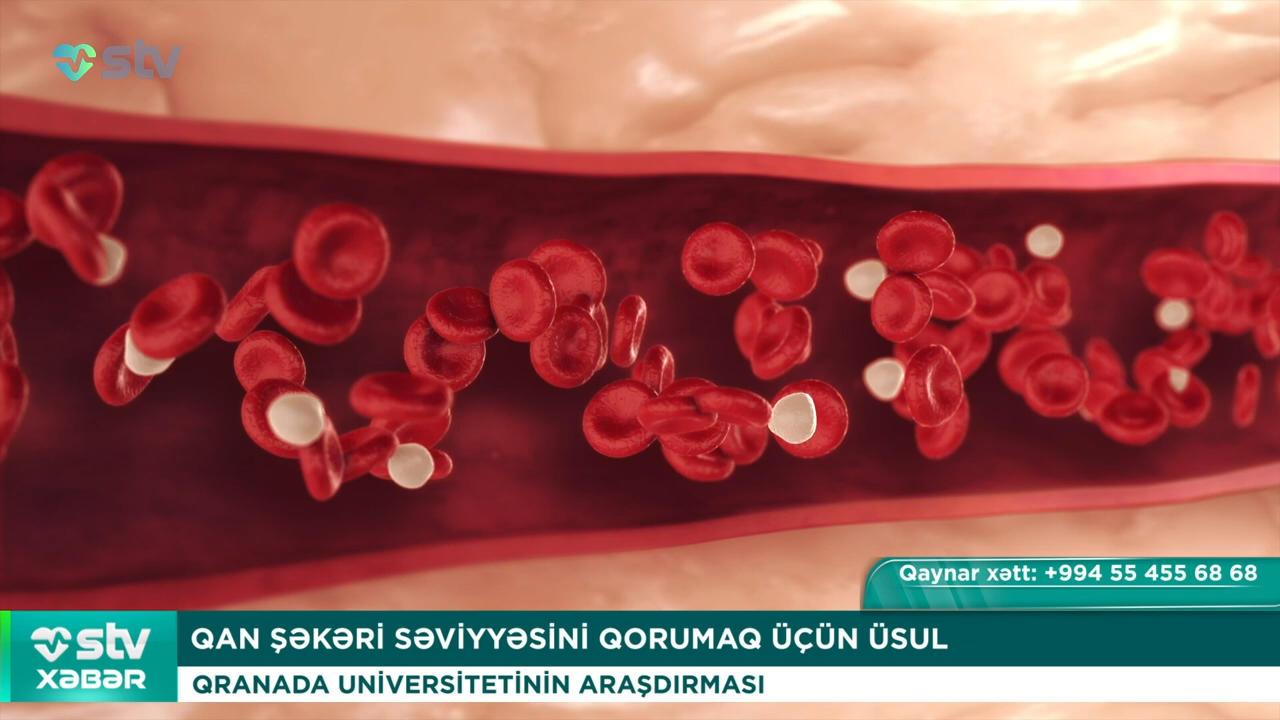 stv
Qaynar xətt: +994 55 455 68 68
stv
XƏBƏR
QAN ŞƏKƏRİ SƏVİYYƏSİNİ QORUMAQ ÜÇÜN ÜSUL
QRANADA UNİVERSİTETİNİN ARAŞDIRMASI